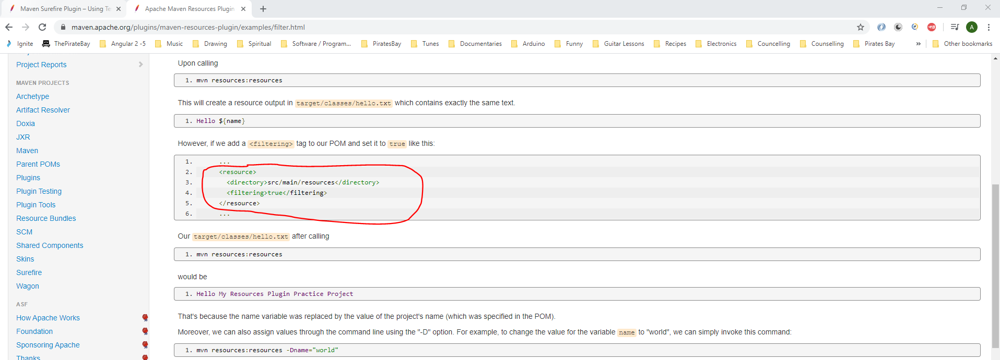 Maven Surefire Plugin – Using Te
Apache Maven Resources Plugin
maven.apache.org/plugins/maven-resources-plugin/examples/filter.html
A
Ignite
ThePirateBay
Angular 2 -5
Music
Drawing
Spiritual
Software / Program...
PiratesBay
Tunes
Documentaries
Arduino
Funny
Guitar Lessons
Recipes
Electronics
Councelling
Counselling
Pirates Bay
»
Other bookmarks
Project Reports
MAVEN PROJECTS
Archetype
Artifact Resolver
Doxia
JXR
Maven
Parent POMs
Plugins
Plugin Testing
Plugin Tools
Resource Bundles
SCM
Shared Components
Skins
Surefire
Wagon
ASF
How Apache Works
Foundation
Sponsoring Apache
Thanks
Upon calling
1. mvn resources:resources
This will create a resource output in target/classes/hello.txt which contains exactly the same text.
1. Hello ${name}
However, if we add a <filtering> tag to our POM and set it to true like this:
1. ...
2. <resource>
3. <directory>src/main/resources</directory>
4. <filtering>true</filtering>
5. </resource>
6. ...
Our target/classes/hello.txt after calling
1. mvn resources:resources
would be
1. Hello My Resources Plugin Practice Project
That's because the name variable was replaced by the value of the project's name (which was specified in the POM).
Moreover, we can also assign values through the command line using the "-D" option. For example, to change the value for the variable name to "world", we can simply invoke this command:
1. mvn resources:resources -Dname="world"